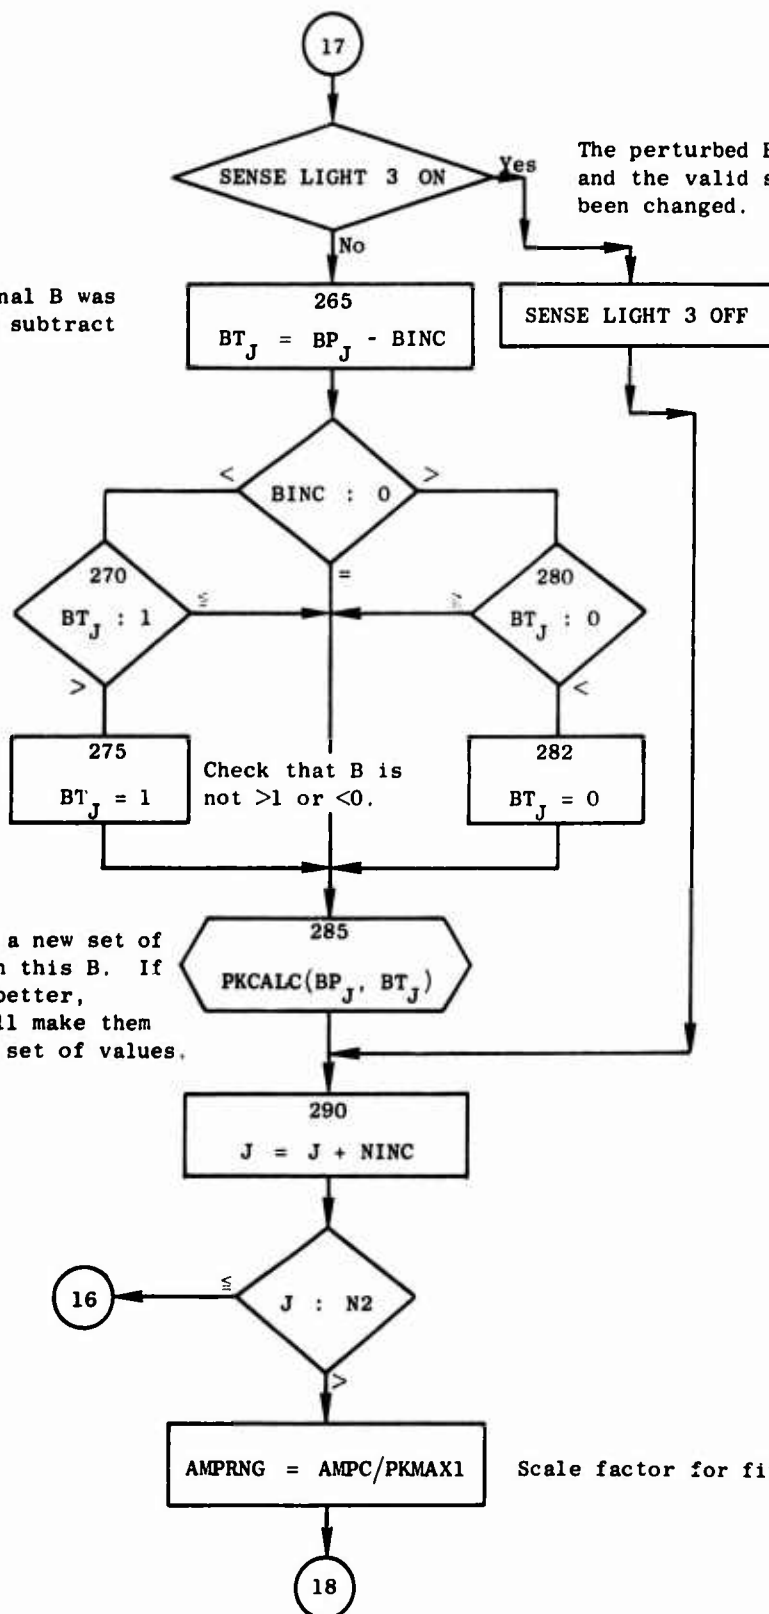 17
SENSE LIGHT 3 ON
Yes
The perturbed
and the valid
been changed.
No
B was
subtract
265
BT_J = BP_J - BINC
SENSE LIGHT 3 OFF
<
BINC : 0
>
=
270
BT_J : 1
≤
280
BT_J : 0
>
<
275
BT_J = 1
Check that B is
not >1 or <0.
282
BT_J = 0
a new set of
this B. If
better,
make them
set of values.
285
PKCALC(BP_J, BT_J)
290
J = J + NINC
16
≤
J : N2
>
AMPRNG = AMPC/PKMAX1
Scale factor for
18